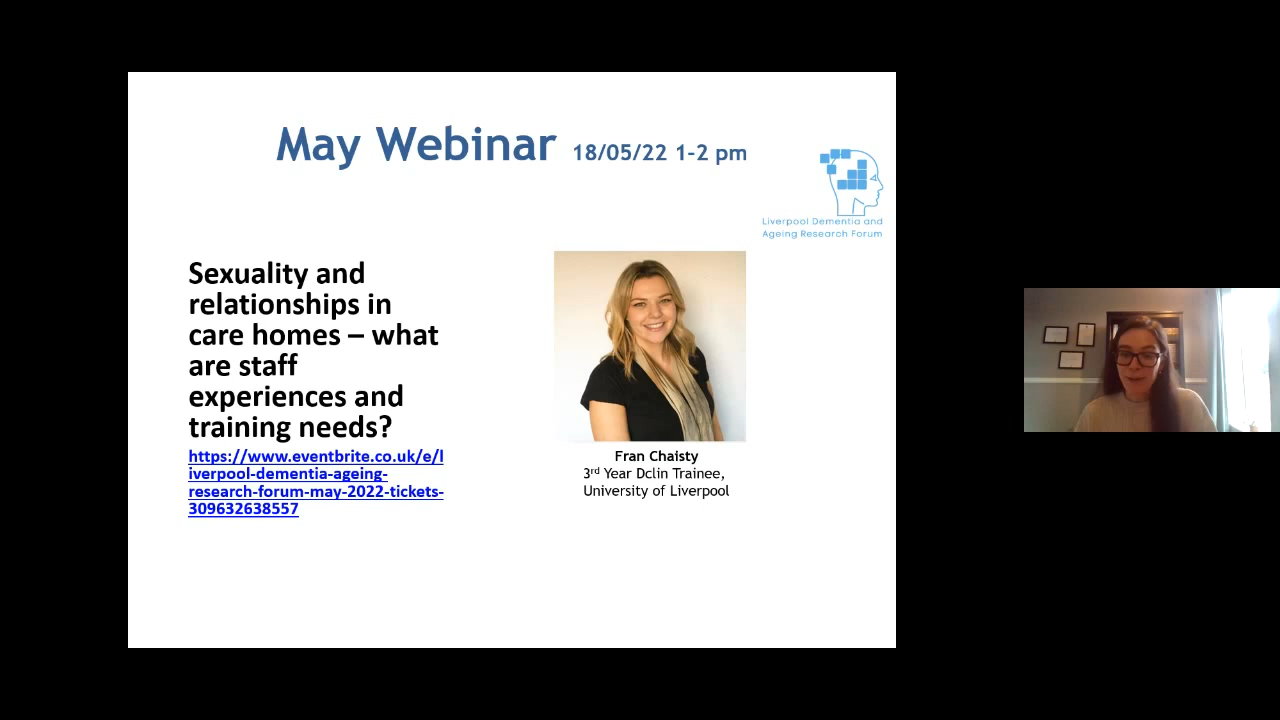 May Webinar 18/05/22 1-2 pm
Liverpool Dementia and
Ageing Research Forum
Sexuality and
relationships in
care homes – what
are staff
experiences and
training needs?
https://www.eventbrite.co.uk/e/l
iverpool-dementia-ageing-
research-forum-may-2022-tickets-
309632638557
Fran Chaisty
3rd Year Dclin Trainee,
University of Liverpool